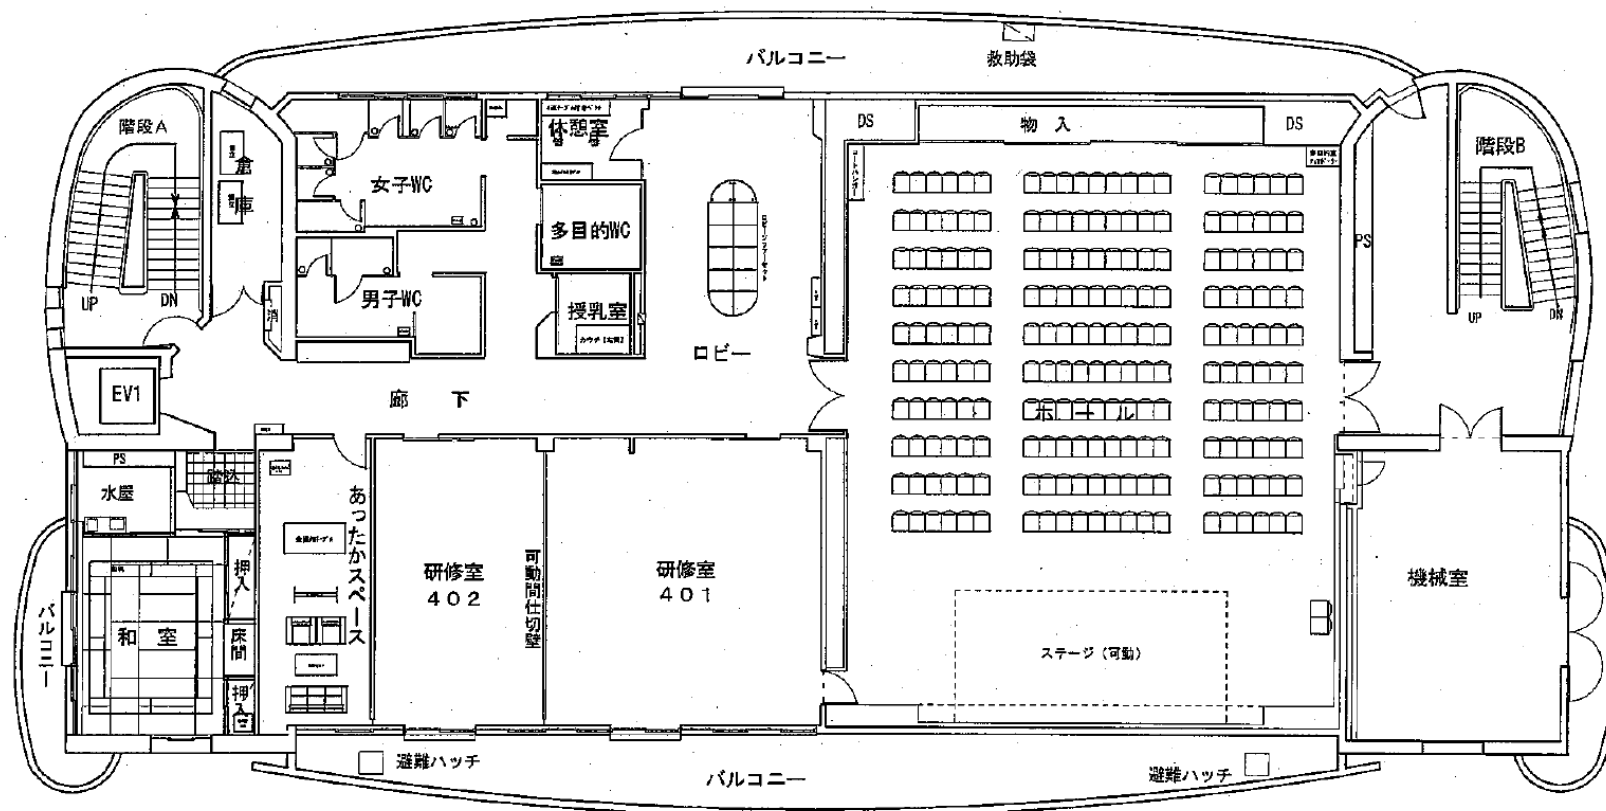 バルコニー
救助袋
階段A
倉庫
休憩室
DS
物 入
DS
階段B
女子WC
多目的WC
PS
UP
DN
男子WC
消
授乳室
UP
DN
ロビー
EV1
廊 下
ホール
PS
踏込
水屋
あったかスペース
研修室
402
可動間仕切壁
研修室
401
機械室
押入
バルコニー
和 室
床間
押入
ステージ(可動)
避難ハッチ
バルコニー
避難ハッチ